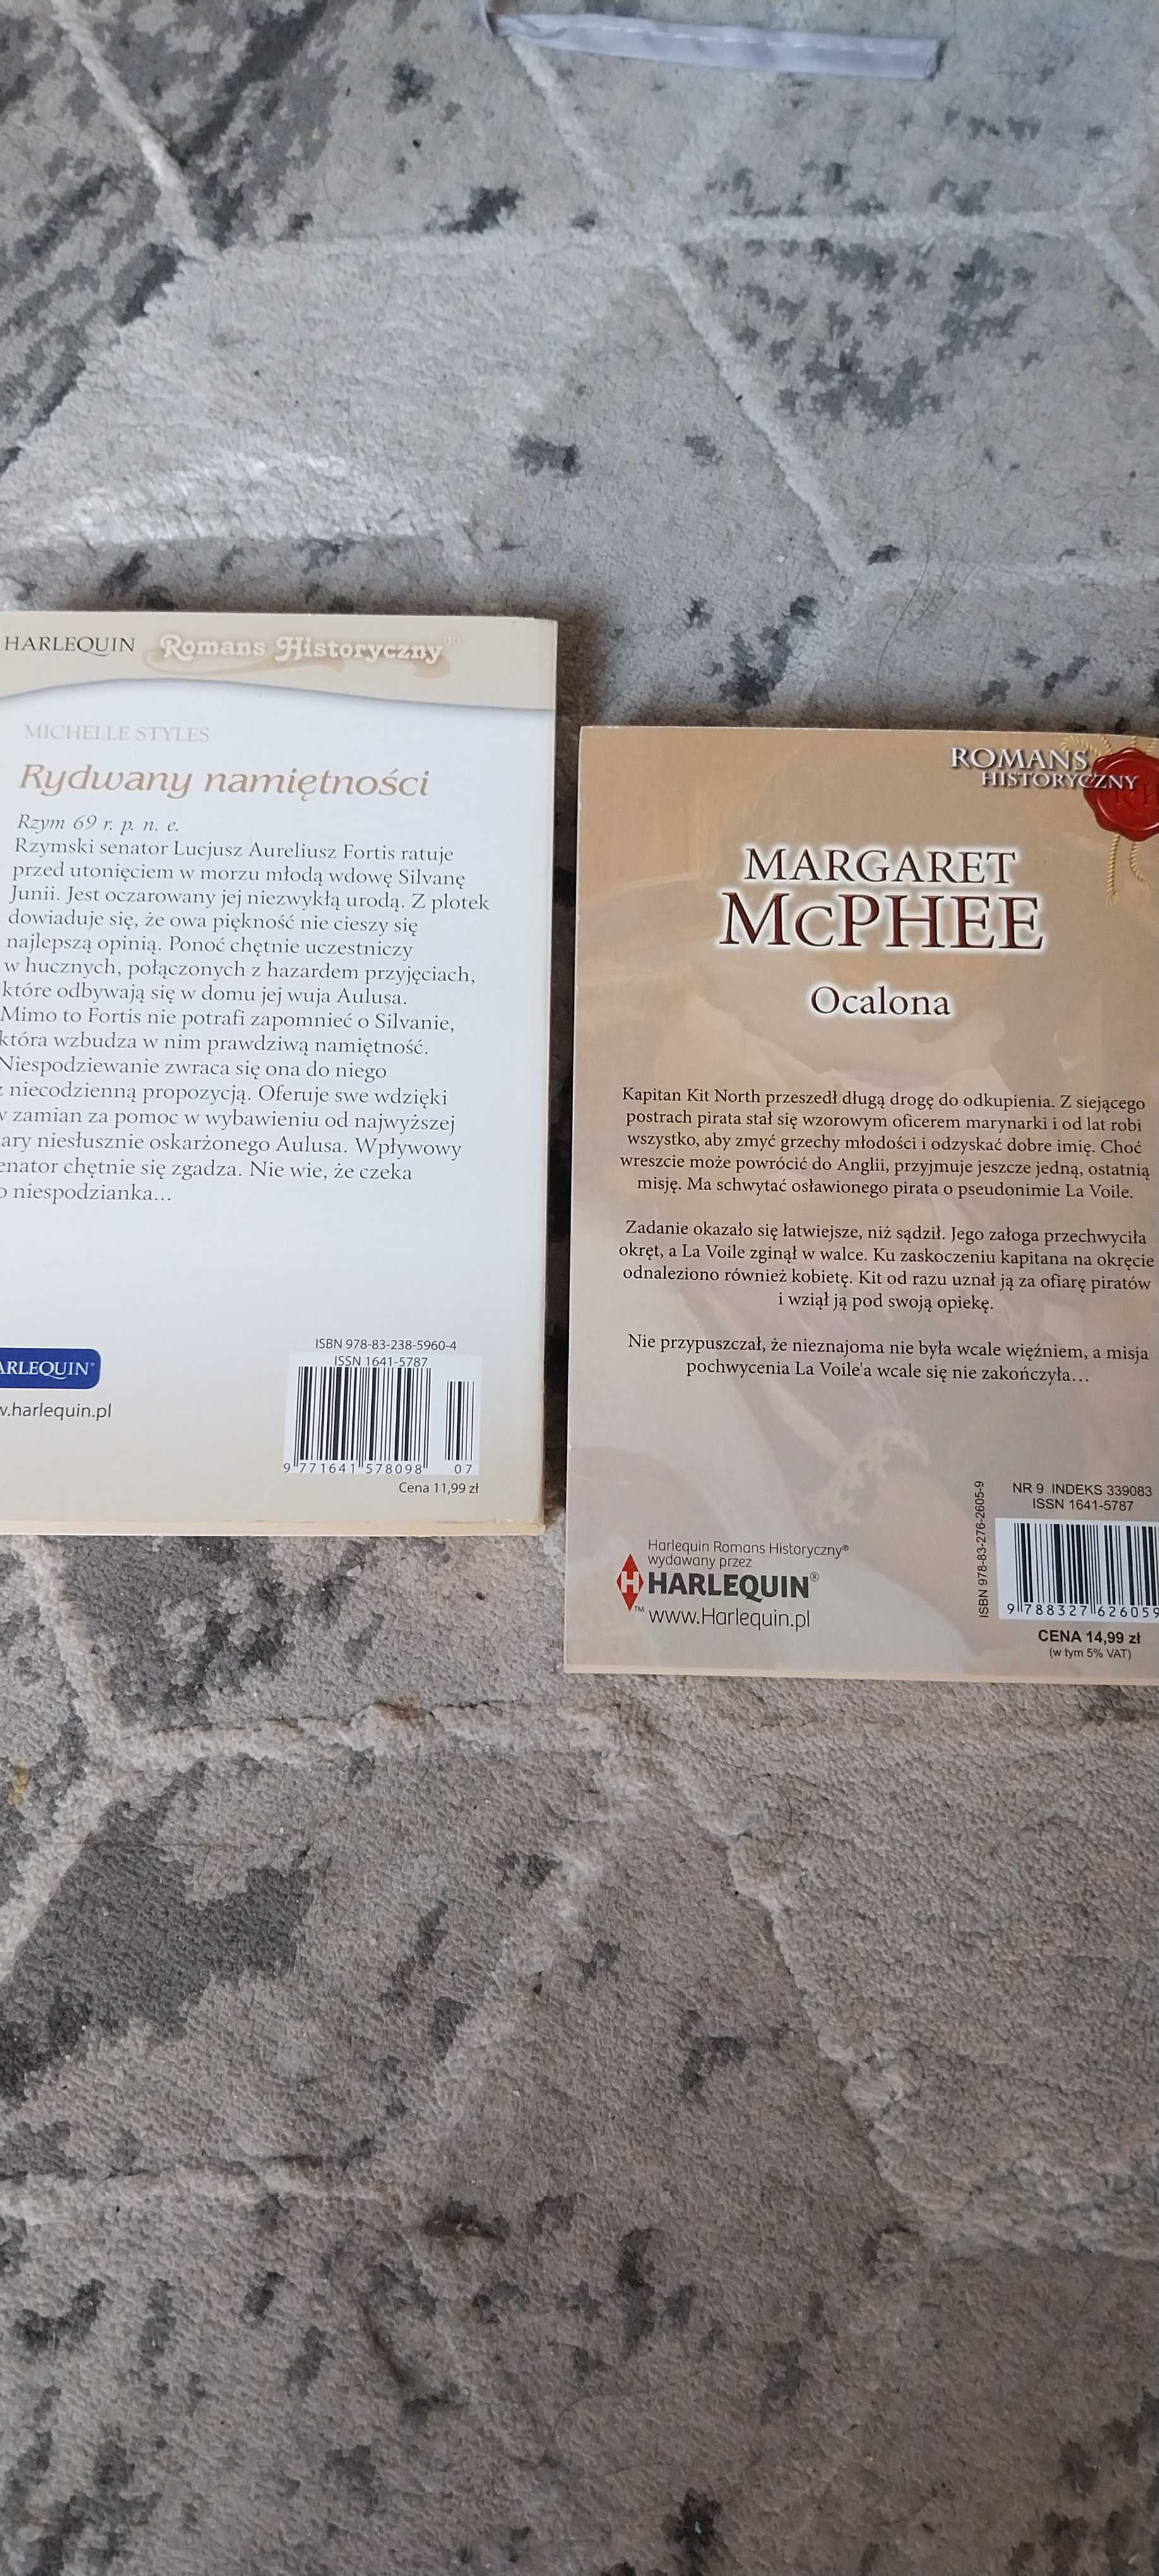 HARLEQUIN Romans Historyczny™
MICHELLE STYLES
Rydwany namiętności
Rzym 69 r. p. n. e.
Rzymski senator Lucjusz Aureliusz Fortis ratuje
przed utonięciem w morzu młodą wdowę Silvanę
Junii. Jest oczarowany jej niezwykłą urodą. Z plotek
dowiaduje się, że owa piękność nie cieszy się
najlepszą opinią. Ponoć chętnie uczestniczy
w hucznych, połączonych z hazardem przyjęciach,
które odbywają się w domu jej wuja Aulusa.
Mimo to Fortis nie potrafi zapomnieć o Silvanie,
która wzbudza w nim prawdziwą namiętność.
Niespodziewanie zwraca się ona do niego
z niecodzienną propozycją. Oferuje swe wdzięki
w zamian za pomoc w wybawieniu od najwyższej
ary niesłusznie oskarżonego Aulusa. Wpływowy
enator chętnie się zgadza. Nie wie, że czeka
o niespodzianka...
ISBN 978-83-238-5960-4
ISSN 1641-5787
ARLEQUIN®
w.harlequin.pl
9 771641 578098 07
Cena 11,99 zł
ROMANS
HISTORYCZNY
RH
MARGARET
McPHEE
Ocalona
Kapitan Kit North przeszedł długą drogę do odkupienia. Z siejącego
postrach pirata stał się wzorowym oficerem marynarki i od lat robi
wszystko, aby zmyć grzechy młodości i odzyskać dobre imię. Choć
wreszcie może powrócić do Anglii, przyjmuje jeszcze jedną, ostatnią
misję. Ma schwytać osławionego pirata o pseudonimie La Voile.
Zadanie okazało się łatwiejsze, niż sądził. Jego załoga przechwyciła
okręt, a La Voile zginął w walce. Ku zaskoczeniu kapitana na okręcie
odnaleziono również kobietę. Kit od razu uznał ją za ofiarę piratów
i wziął ją pod swoją opiekę.
Nie przypuszczał, że nieznajoma nie była wcale więźniem, a misja
pochwycenia La Voile'a wcale się nie zakończyła...
NR 9 INDEKS 339083
ISSN 1641-5787
ISBN 978-83-276-2605-9
9 788327 626059
CENA 14,99 zł
(w tym 5% VAT)
Harlequin Romans Historyczny®
wydawany przez
H HARLEQUIN®
™ www.Harlequin.pl